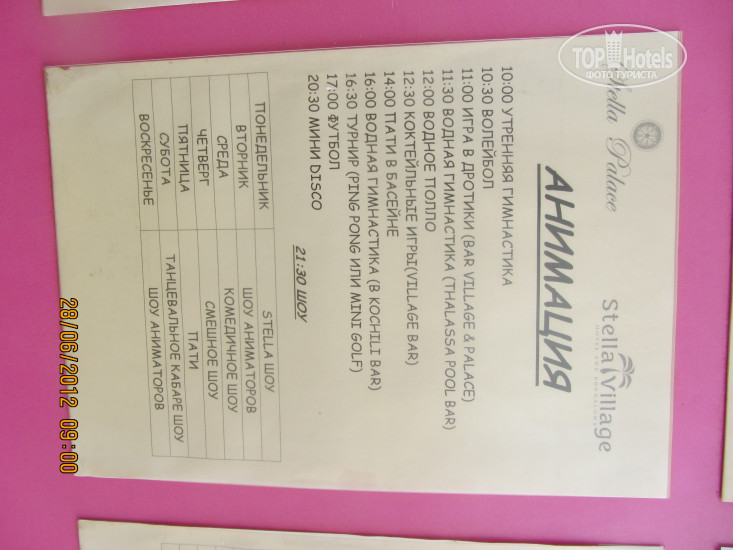 Stella Palace
Stella Village
АНИМАЦИЯ
10:00 УТРЕННЯЯ ГИМНАСТИКА
10:30 ВОЛЕЙБОЛ
11:00 ИГРА В ДРОТИКИ (BAR VILLAGE & PALACE)
11:30 ВОДНАЯ ГИМНАСТИКА (THALASSA POOL BAR)
12:00 ВОДНОЕ ПОЛЛО
12:30 КОКТЕЙЛЬНЫЕ ИГРЫ(VILLAGE BAR)
14:00 ПАТИ В БАСЕЙНЕ
16:00 ВОДНАЯ ГИМНАСТИКА (В KOCHILI BAR)
16:30 ТУРНИР (PING PONG ИЛИ MINI GOLF)
17:00 ФУТБОЛ
20:30 МИНИ DISCO
21:30 ШОУ
ПОНЕДЕЛЬНИК STELLA ШОУ
ВТОРНИК ШОУ АНИМАТОРОВ
СРЕДА КОМЕДИЧНОЕ ШОУ
ЧЕТВЕРГ СМЕШНОЕ ШОУ
ПЯТНИЦА ПАТИ
СУББОТА ТАНЦЕВАЛЬНОЕ КАБАРЕ ШОУ
ВОСКРЕСЕНЬЕ ШОУ АНИМАТОРОВ
28/06/2012 09:00
TOPHotels
ФОТО ТУРИСТА